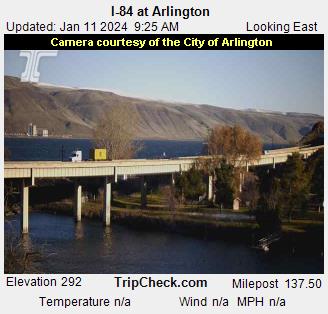 I-84 at Arlington
Updated: Jan 11 2024 9:25 AM Looking East
Camera courtesy of the City of Arlington
Elevation 292 TripCheck.com Milepost 137.50
Temperature n/a Wind n/a MPH n/a